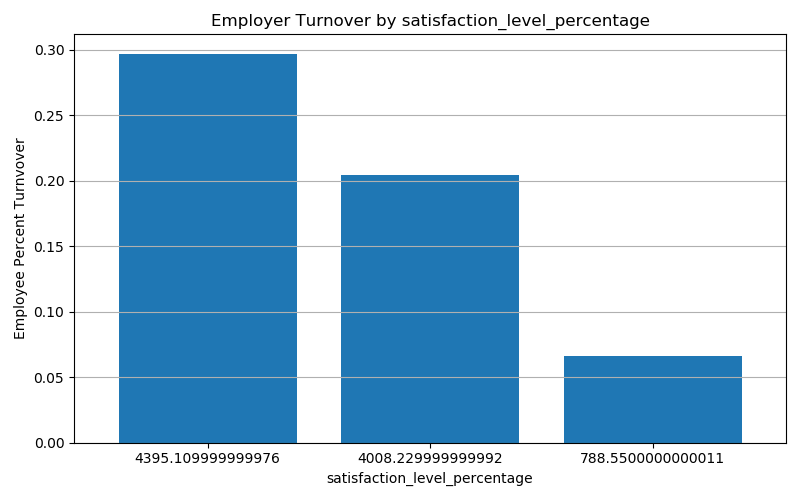 Employer Turnover by satisfaction_level_percentage
0.30
0.25
0.20
0.15
0.10
0.05
0.00
Employee Percent Turnvover
4395.109999999976 4008.229999999992 788.5500000000011
satisfaction_level_percentage